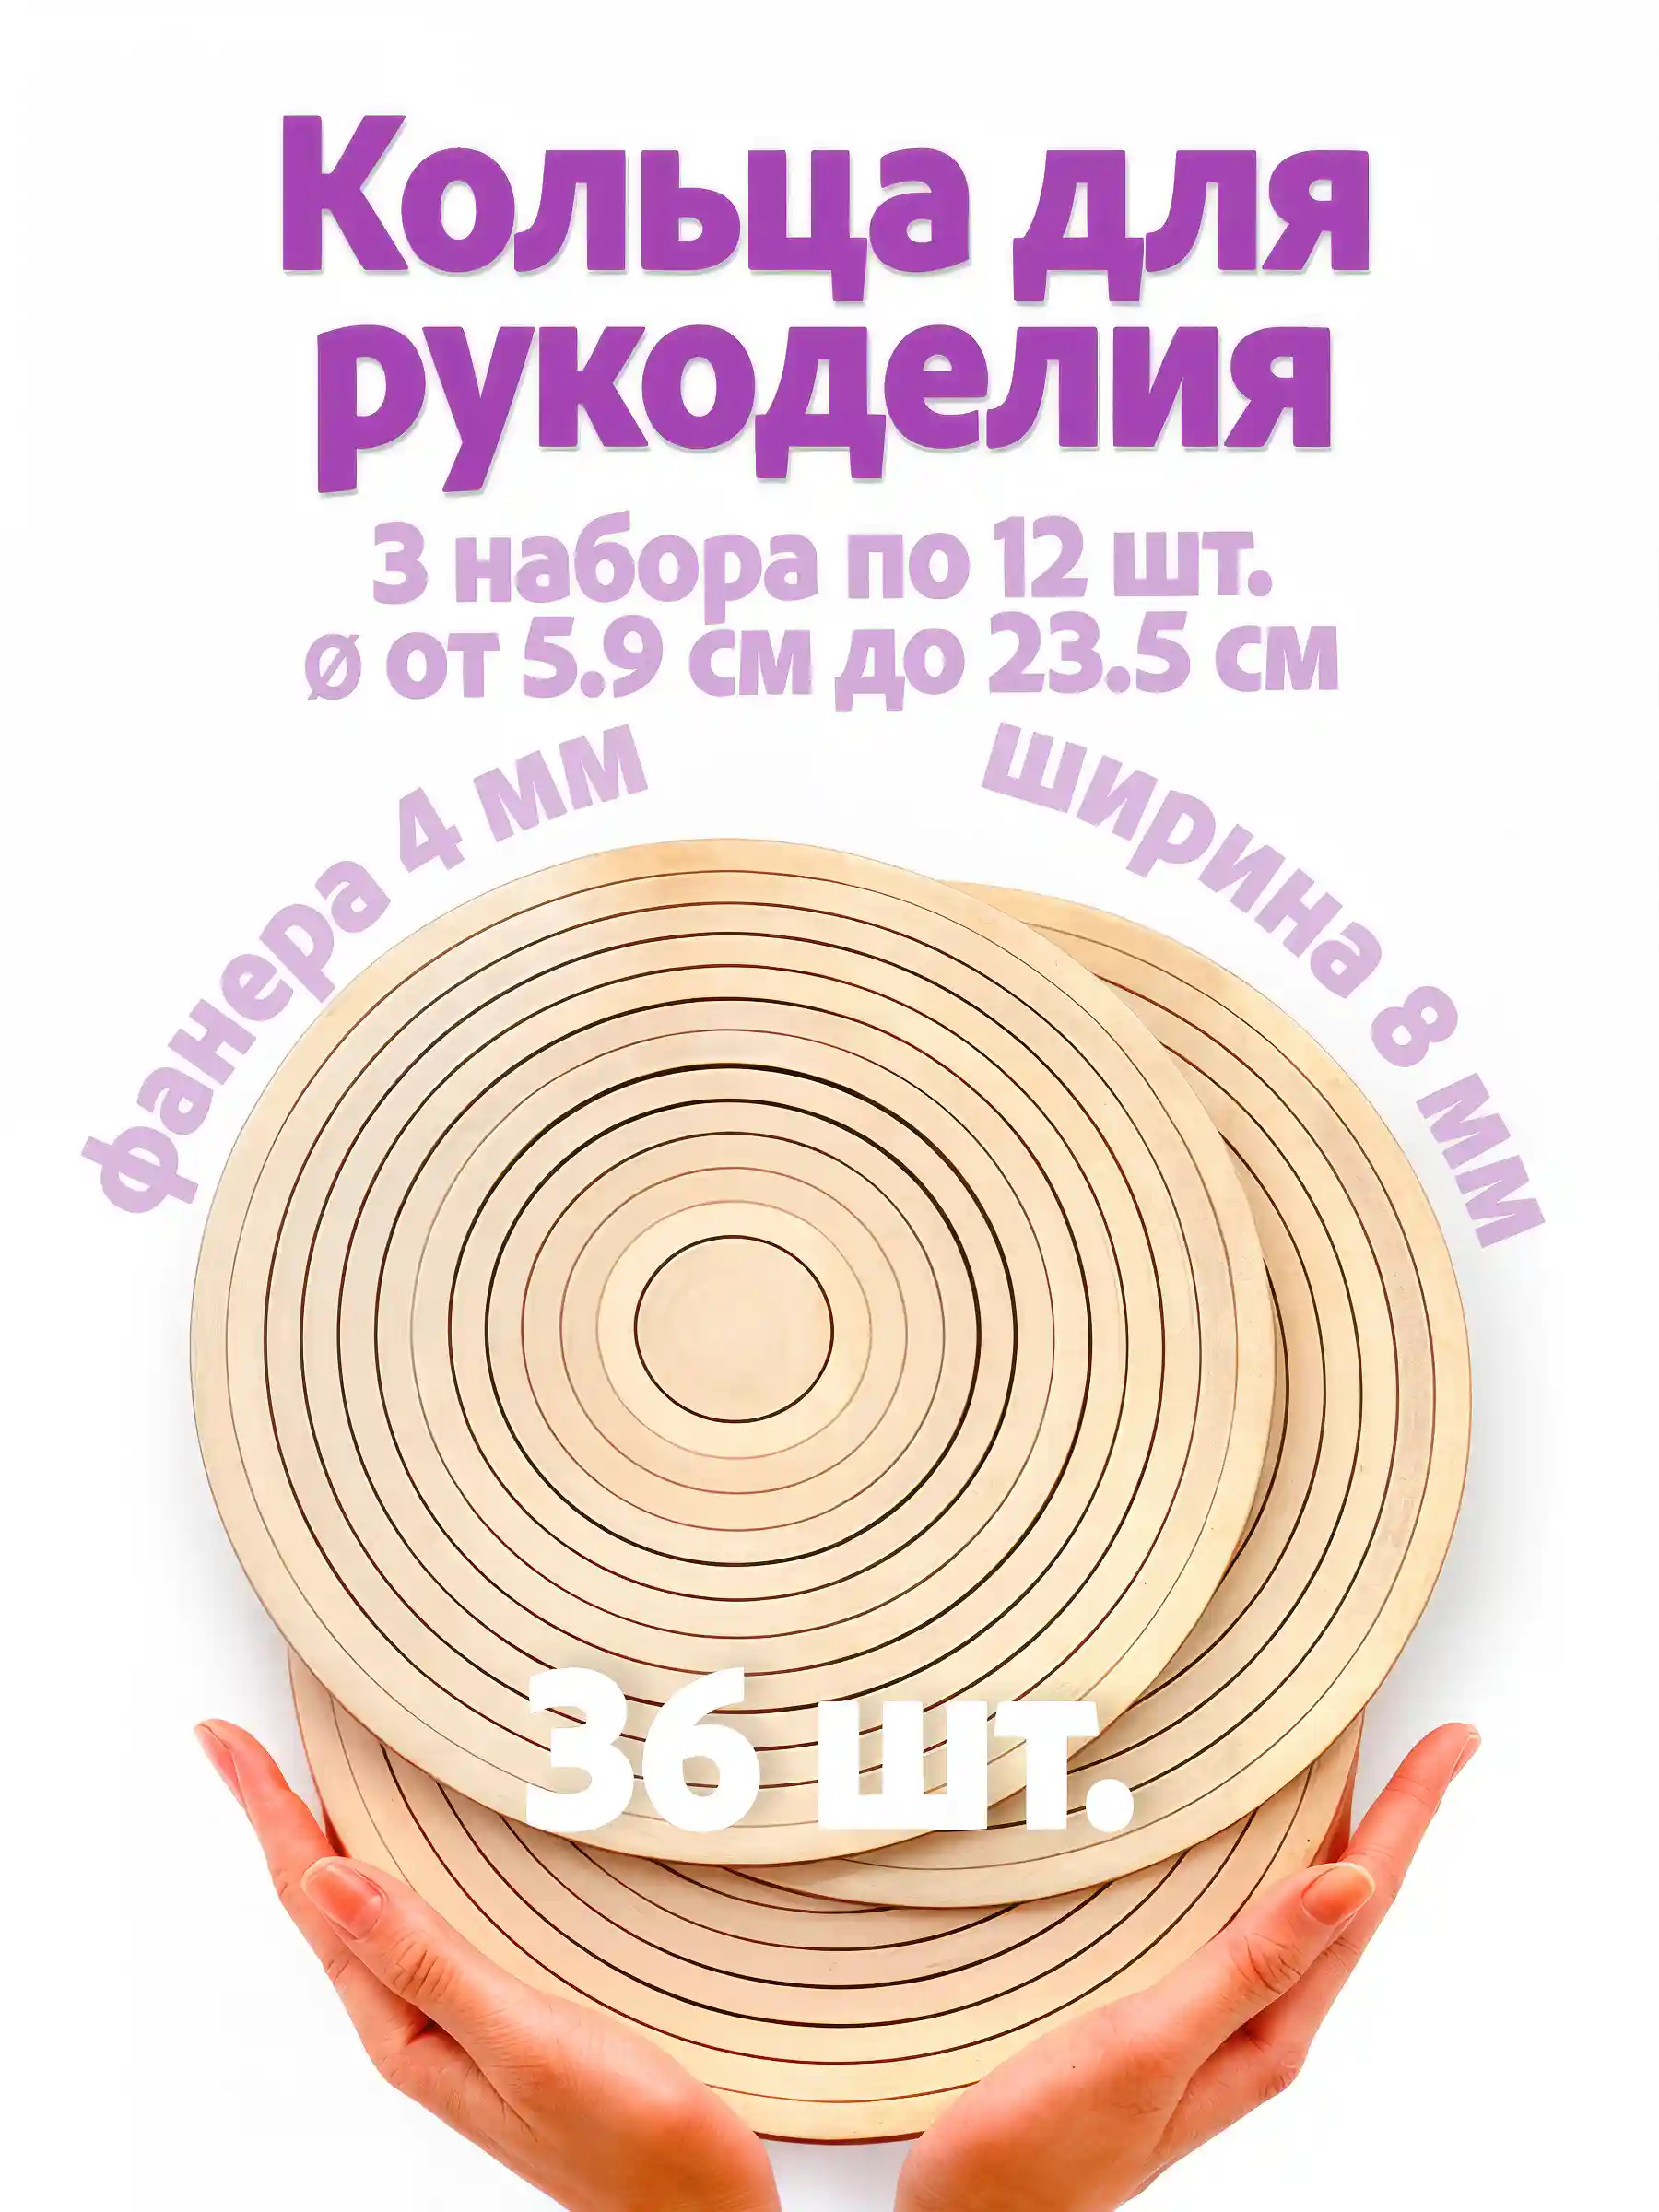 Кольца для
рукоделия
3 набора по 12 шт.
ø от 5.9 см до 23.5 см
фанера 4 мм
ширина 8 мм
36 шт.